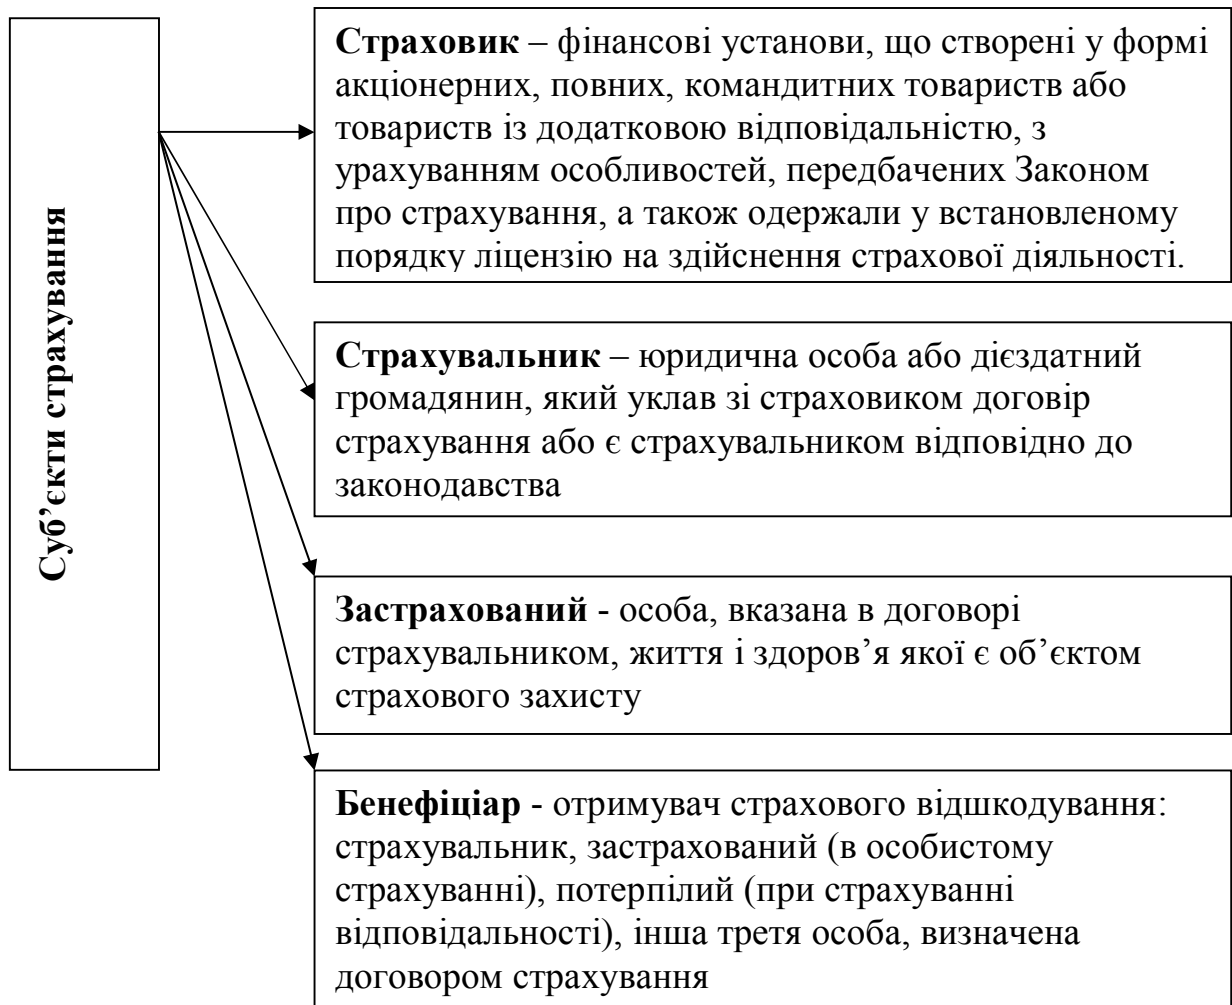 Суб’єкти страхування
Страховик – фінансові установи, що створені у формі
акціонерних, повних, командитних товариств або
товариств із додатковою відповідальністю, з
урахуванням особливостей, передбачених Законом
про страхування, а також одержали у встановленому
порядку ліцензію на здійснення страхової діяльності.
Страхувальник – юридична особа або дієздатний
громадянин, який уклав зі страховиком договір
страхування або є страхувальником відповідно до
законодавства
Застрахований - особа, вказана в договорі
страхувальником, життя і здоров’я якої є об’єктом
страхового захисту
Бенефіціар - отримувач страхового відшкодування:
страхувальник, застрахований (в особистому
страхуванні), потерпілий (при страхуванні
відповідальності), інша третя особа, визначена
договором страхування